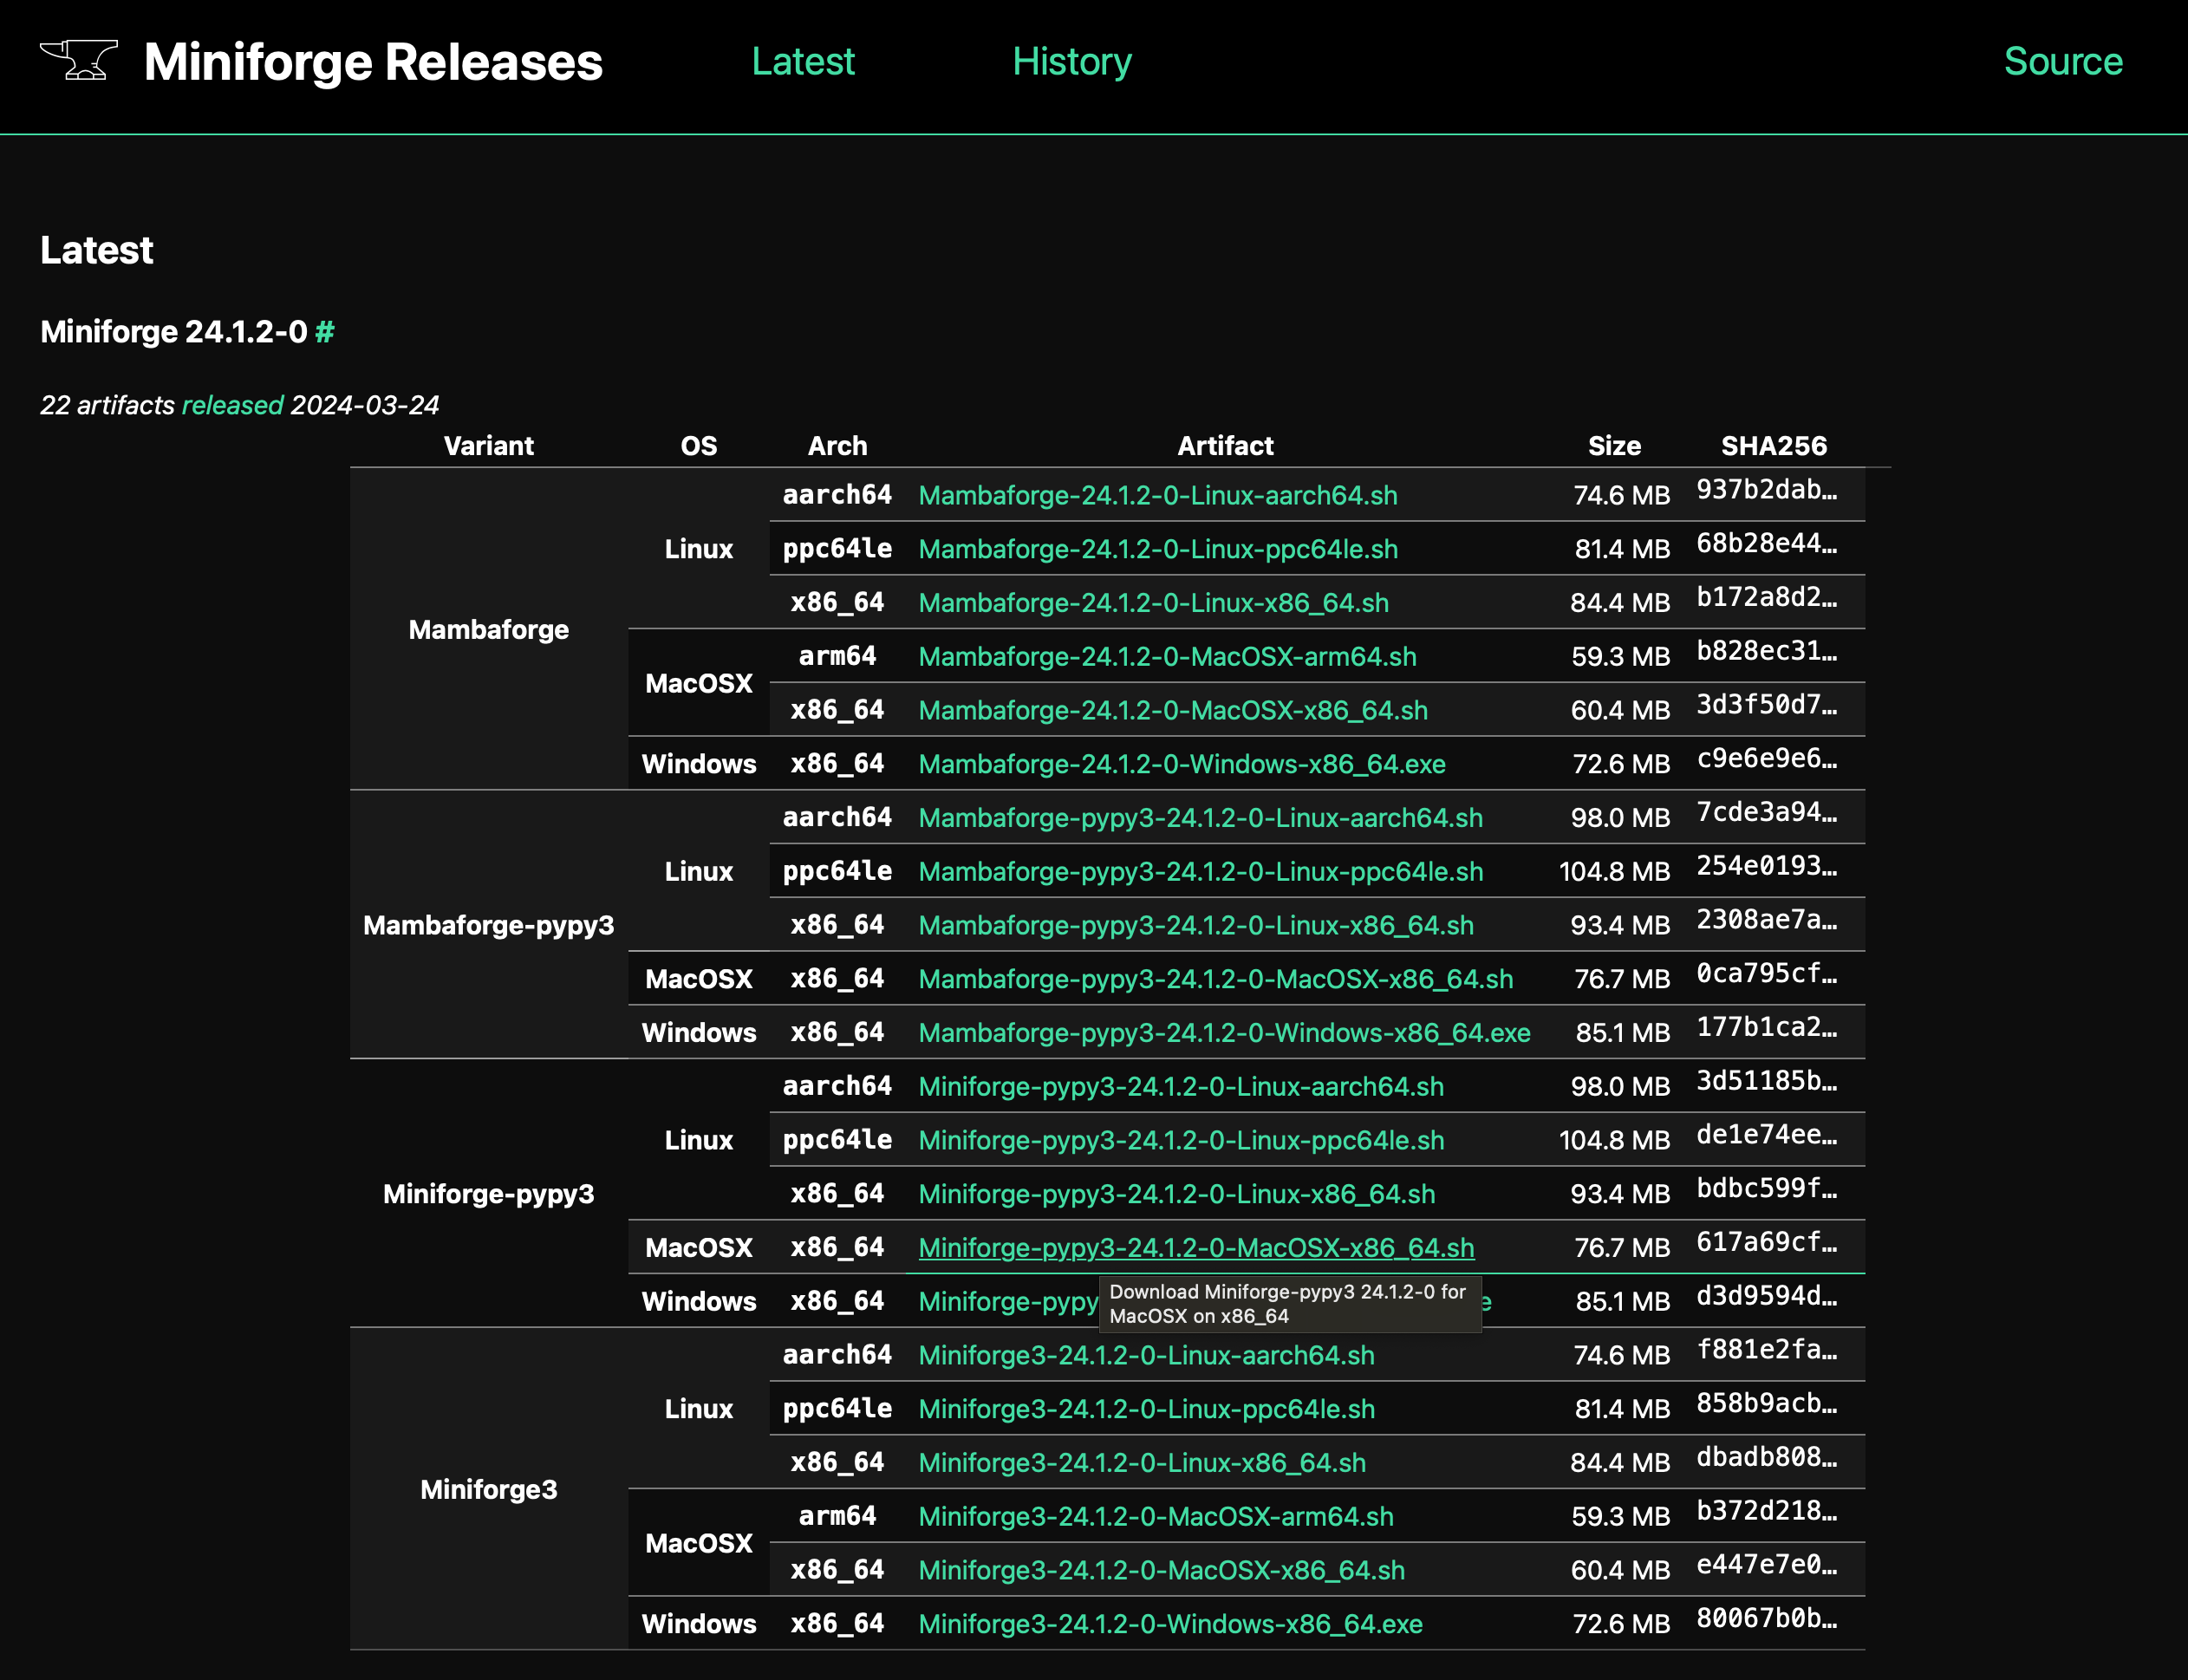 Miniforge Releases Latest History Source
Latest
Miniforge 24.1.2-0 #
22 artifacts released 2024-03-24
Variant OS Arch Artifact Size SHA256
Mambaforge Linux aarch64 Mambaforge-24.1.2-0-Linux-aarch64.sh 74.6 MB 937b2dab…
ppc64le Mambaforge-24.1.2-0-Linux-ppc64le.sh 81.4 MB 68b28e44…
x86_64 Mambaforge-24.1.2-0-Linux-x86_64.sh 84.4 MB b172a8d2…
MacOSX arm64 Mambaforge-24.1.2-0-MacOSX-arm64.sh 59.3 MB b828ec31…
x86_64 Mambaforge-24.1.2-0-MacOSX-x86_64.sh 60.4 MB 3d3f50d7…
Windows x86_64 Mambaforge-24.1.2-0-Windows-x86_64.exe 72.6 MB c9e6e9e6…
Mambaforge-pypy3 Linux aarch64 Mambaforge-pypy3-24.1.2-0-Linux-aarch64.sh 98.0 MB 7cde3a94…
ppc64le Mambaforge-pypy3-24.1.2-0-Linux-ppc64le.sh 104.8 MB 254e0193…
x86_64 Mambaforge-pypy3-24.1.2-0-Linux-x86_64.sh 93.4 MB 2308ae7a…
MacOSX x86_64 Mambaforge-pypy3-24.1.2-0-MacOSX-x86_64.sh 76.7 MB 0ca795cf…
Windows x86_64 Mambaforge-pypy3-24.1.2-0-Windows-x86_64.exe 85.1 MB 177b1ca2…
Miniforge-pypy3 Linux aarch64 Miniforge-pypy3-24.1.2-0-Linux-aarch64.sh 98.0 MB 3d51185b…
ppc64le Miniforge-pypy3-24.1.2-0-Linux-ppc64le.sh 104.8 MB de1e74ee…
x86_64 Miniforge-pypy3-24.1.2-0-Linux-x86_64.sh 93.4 MB bdbc599f…
MacOSX x86_64 Miniforge-pypy3-24.1.2-0-MacOSX-x86_64.sh 76.7 MB 617a69cf…
Windows x86_64 Miniforge-pypy 85.1 MB d3d9594d…
Download Miniforge-pypy3 24.1.2-0 for
MacOSX on x86_64
Miniforge3 Linux aarch64 Miniforge3-24.1.2-0-Linux-aarch64.sh 74.6 MB f881e2fa…
ppc64le Miniforge3-24.1.2-0-Linux-ppc64le.sh 81.4 MB 858b9acb…
x86_64 Miniforge3-24.1.2-0-Linux-x86_64.sh 84.4 MB dbadb808…
MacOSX arm64 Miniforge3-24.1.2-0-MacOSX-arm64.sh 59.3 MB b372d218…
x86_64 Miniforge3-24.1.2-0-MacOSX-x86_64.sh 60.4 MB e447e7e0…
Windows x86_64 Miniforge3-24.1.2-0-Windows-x86_64.exe 72.6 MB 80067b0b…